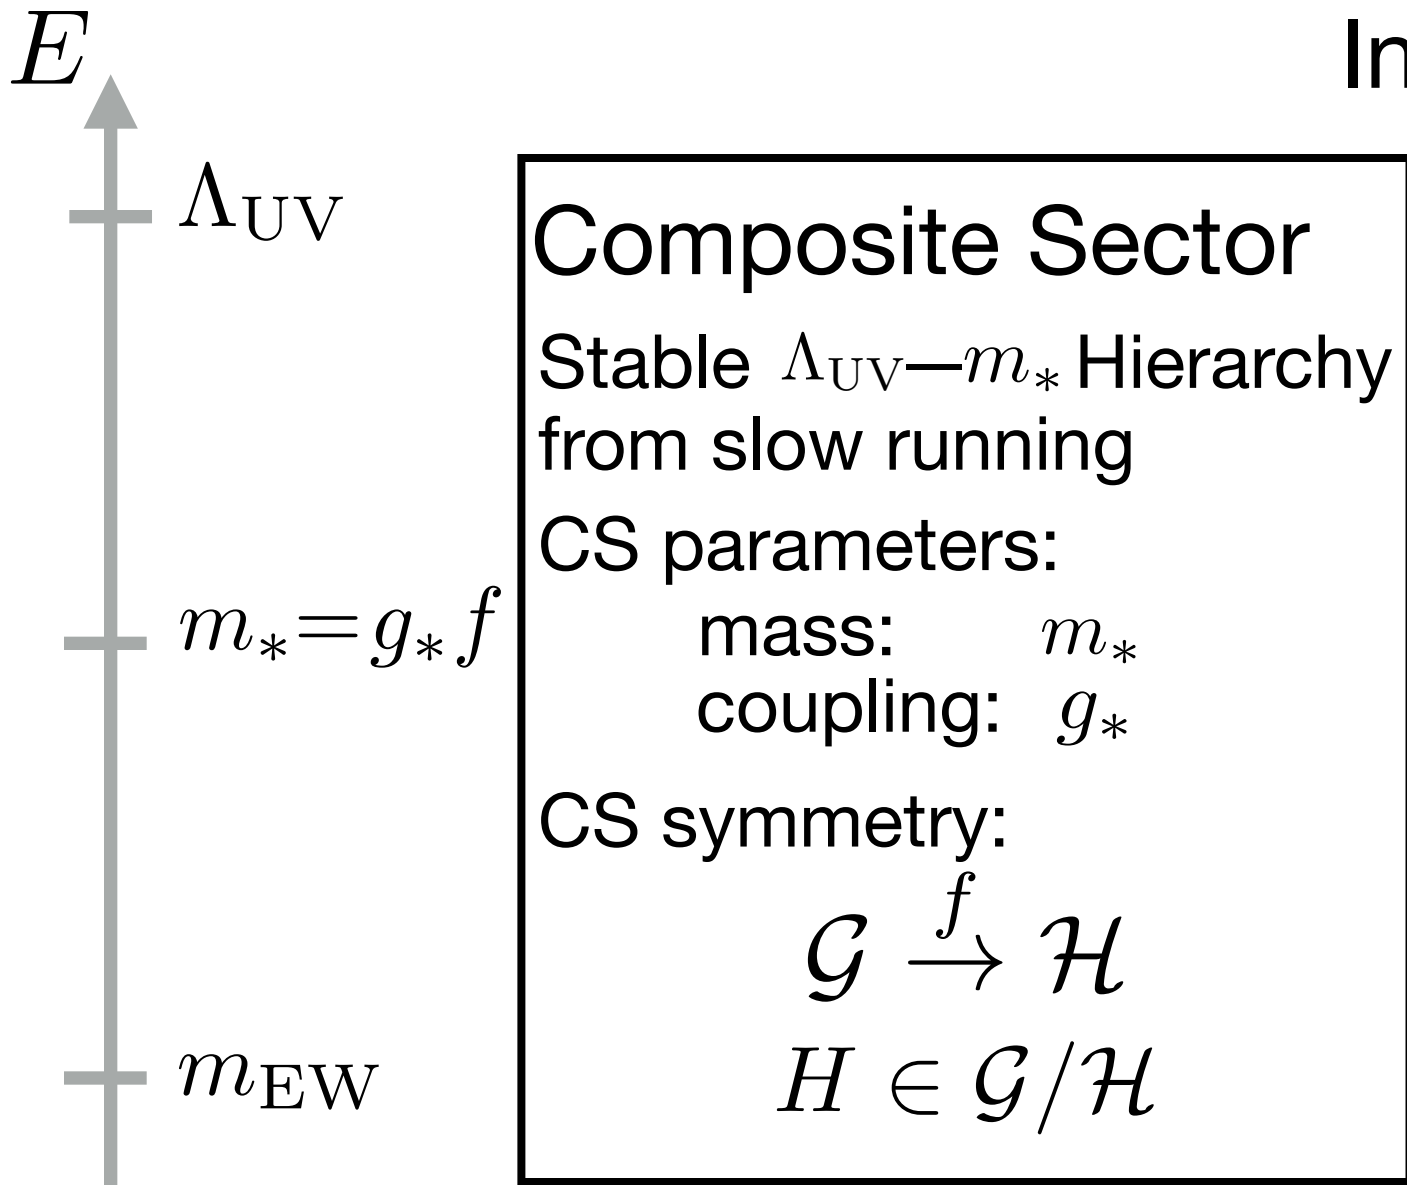 E
In
Λ_UV
Composite Sector
Stable Λ_UV—m_* Hierarchy
from slow running
CS parameters:
m_*=g_*f
mass: m_*
coupling: g_*
CS symmetry:
𝒢 →^f ℋ
m_EW
H ∈ 𝒢/ℋ